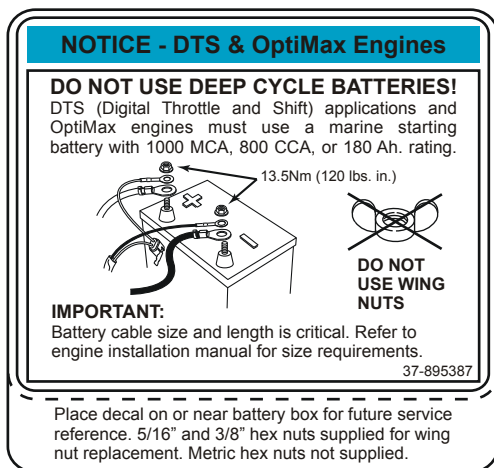 NOTICE - DTS & OptiMax Engines
DO NOT USE DEEP CYCLE BATTERIES!
DTS (Digital Throttle and Shift) applications and
OptiMax engines must use a marine starting
battery with 1000 MCA, 800 CCA, or 180 Ah. rating.
13.5Nm (120 lbs. in.)
DO NOT
USE WING
NUTS
IMPORTANT:
Battery cable size and length is critical. Refer to
engine installation manual for size requirements.
37-895387
Place decal on or near battery box for future service
reference. 5/16” and 3/8” hex nuts supplied for wing
nut replacement. Metric hex nuts not supplied.